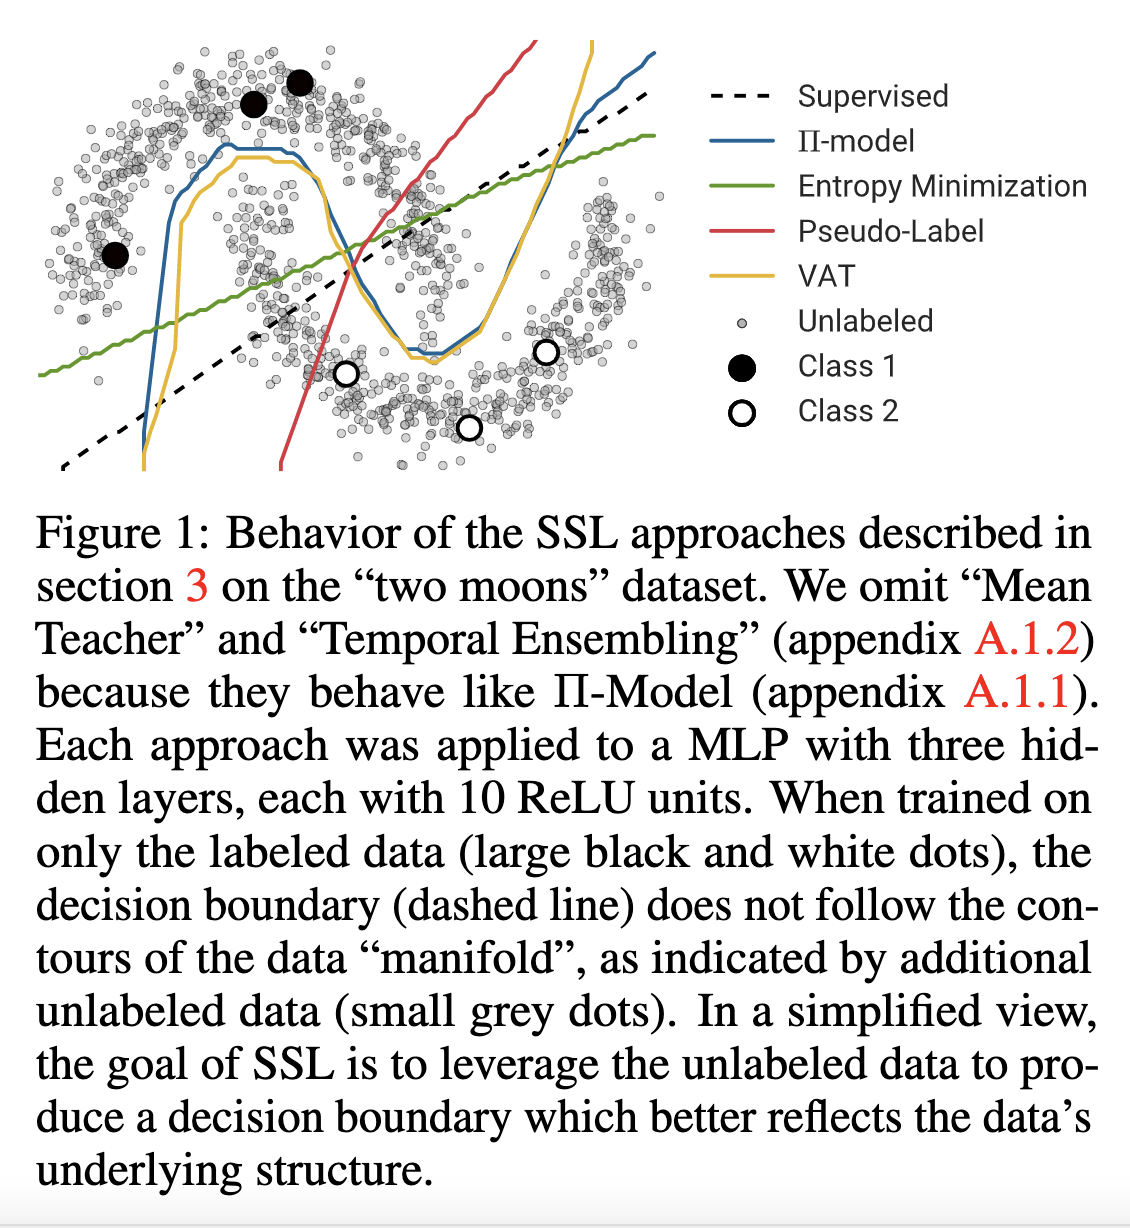 Supervised
Π-model
Entropy Minimization
Pseudo-Label
VAT
Unlabeled
Class 1
Class 2
Figure 1: Behavior of the SSL approaches described in
section 3 on the “two moons” dataset. We omit “Mean
Teacher” and “Temporal Ensembling” (appendix A.1.2)
because they behave like Π-Model (appendix A.1.1).
Each approach was applied to a MLP with three hid-
den layers, each with 10 ReLU units. When trained on
only the labeled data (large black and white dots), the
decision boundary (dashed line) does not follow the con-
tours of the data “manifold”, as indicated by additional
unlabeled data (small grey dots). In a simplified view,
the goal of SSL is to leverage the unlabeled data to pro-
duce a decision boundary which better reflects the data’s
underlying structure.